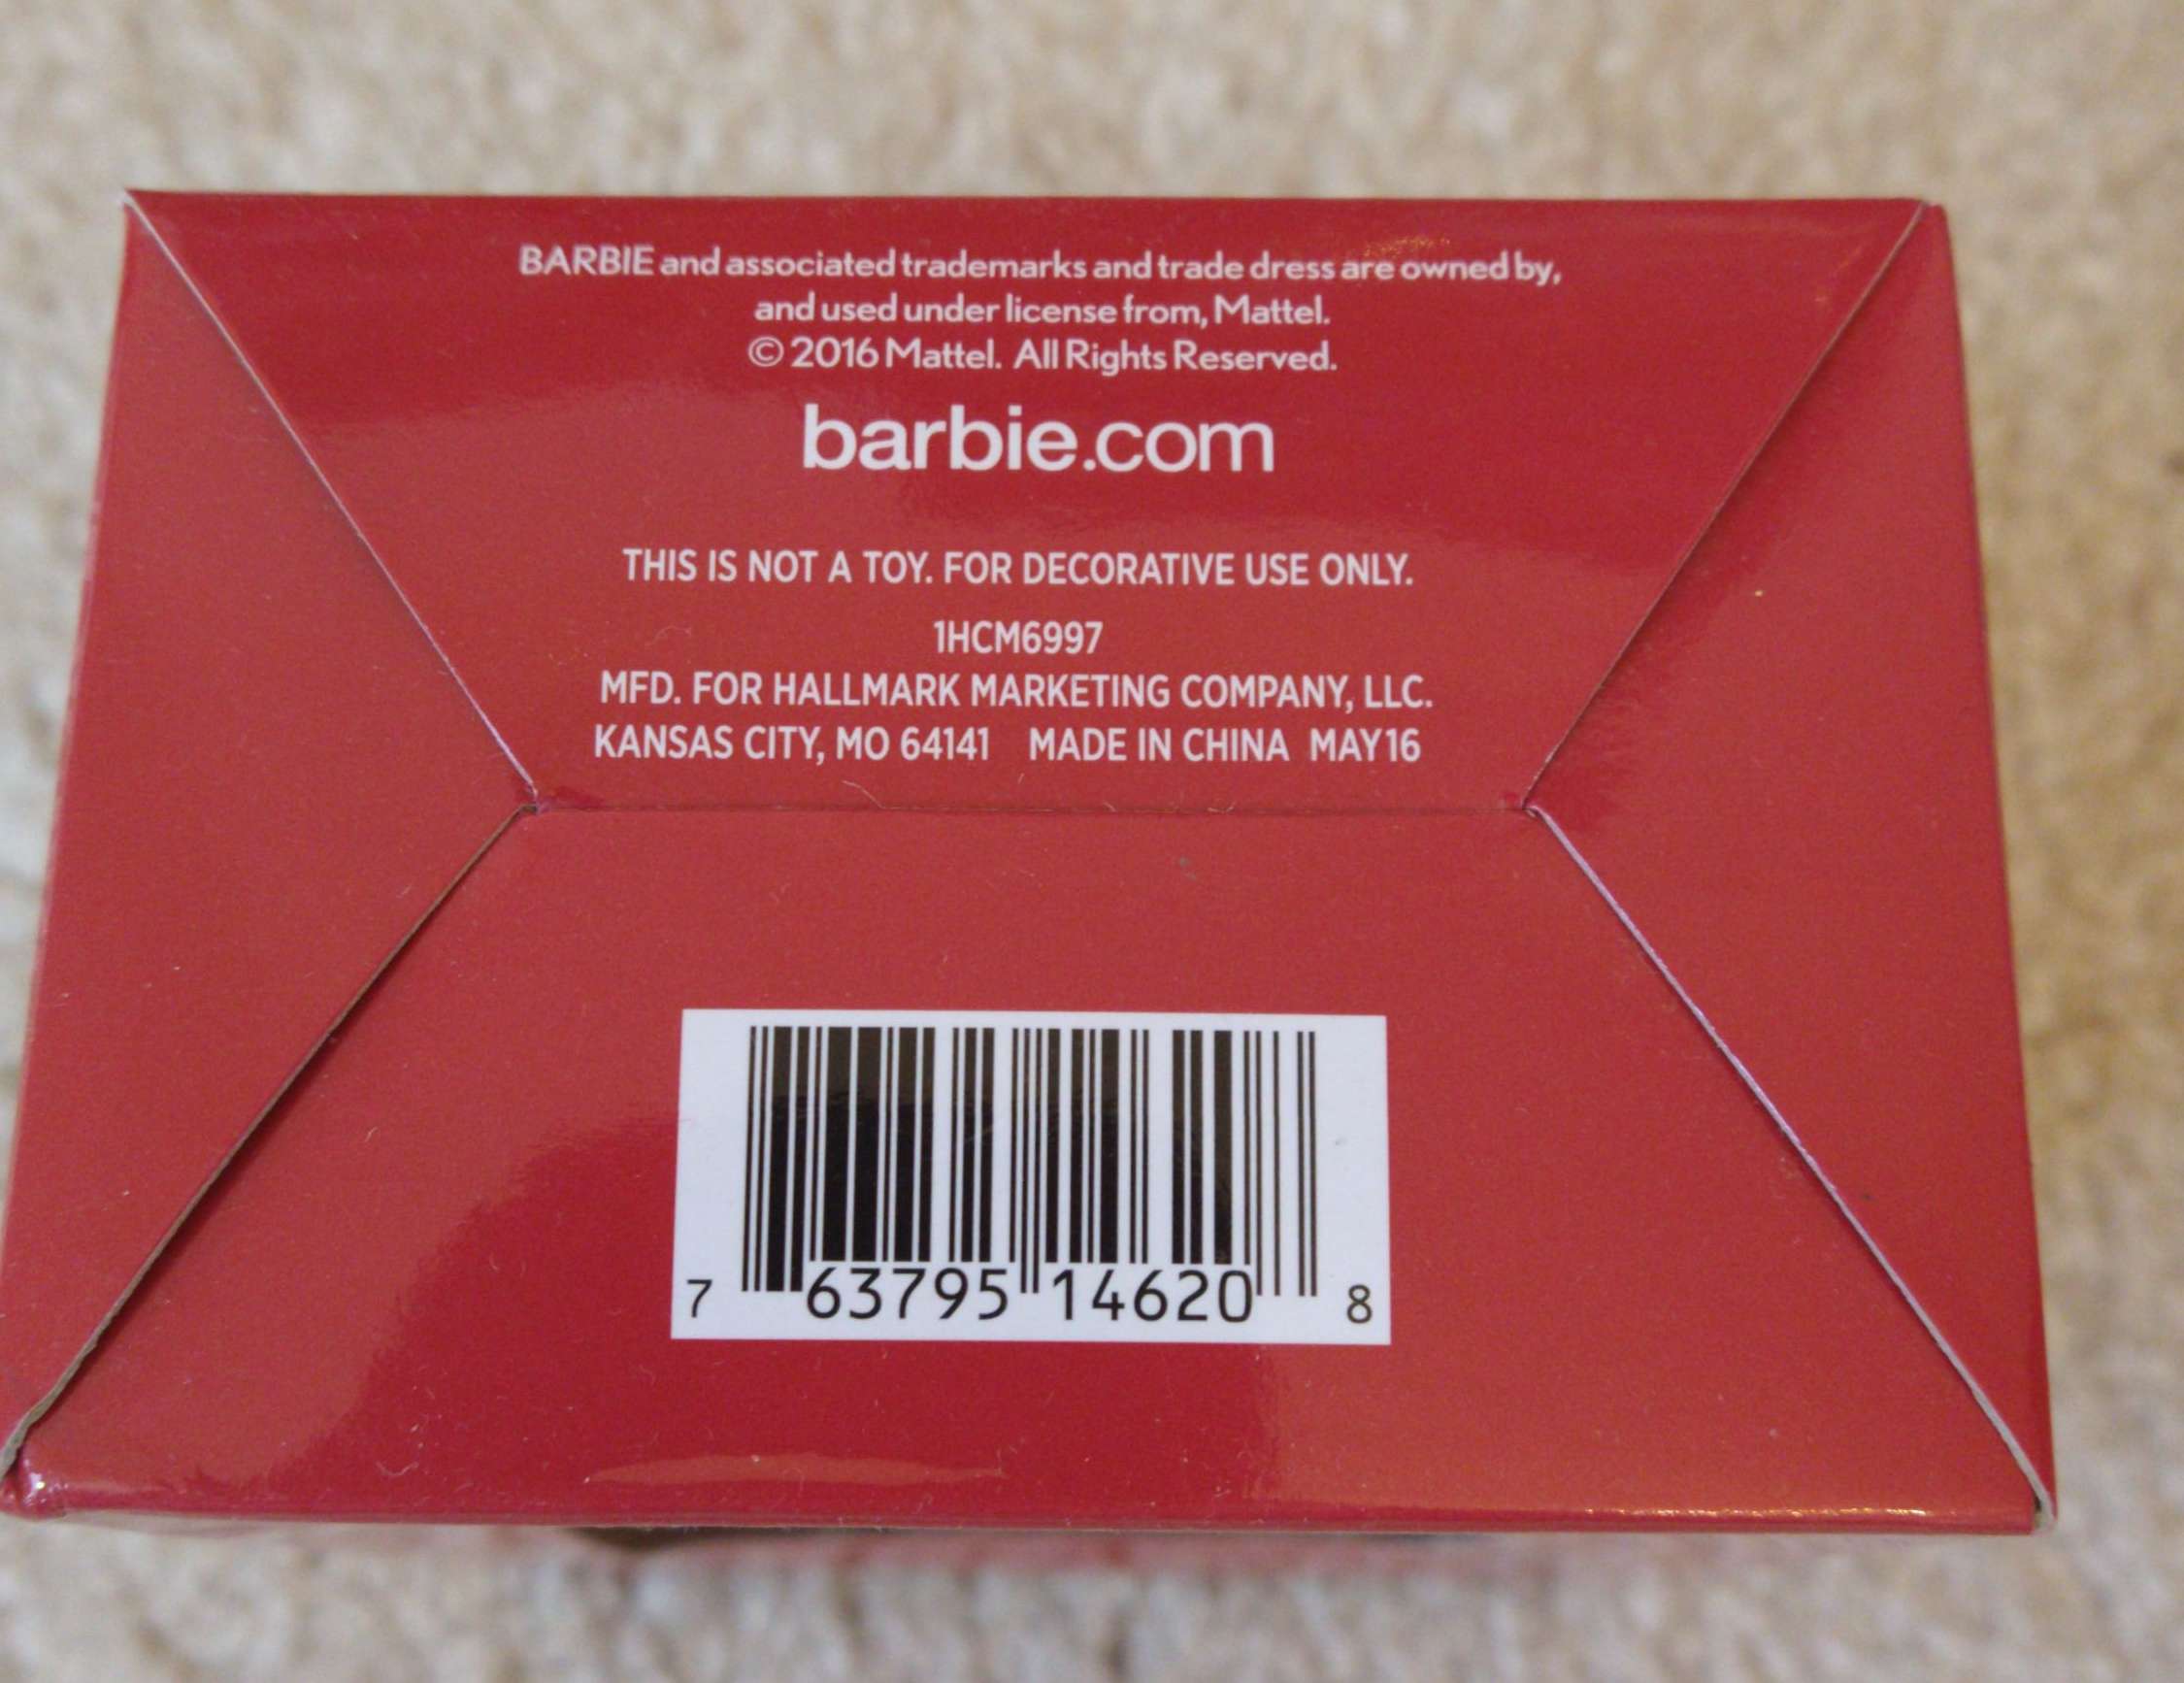 BARBIE and associated trademarks and trade dress are owned by,
and used under license from, Mattel.
© 2016 Mattel. All Rights Reserved.
barbie.com
THIS IS NOT A TOY. FOR DECORATIVE USE ONLY.
1HCM6997
MFD. FOR HALLMARK MARKETING COMPANY, LLC.
KANSAS CITY, MO 64141 MADE IN CHINA MAY16
7 63795 14620 8